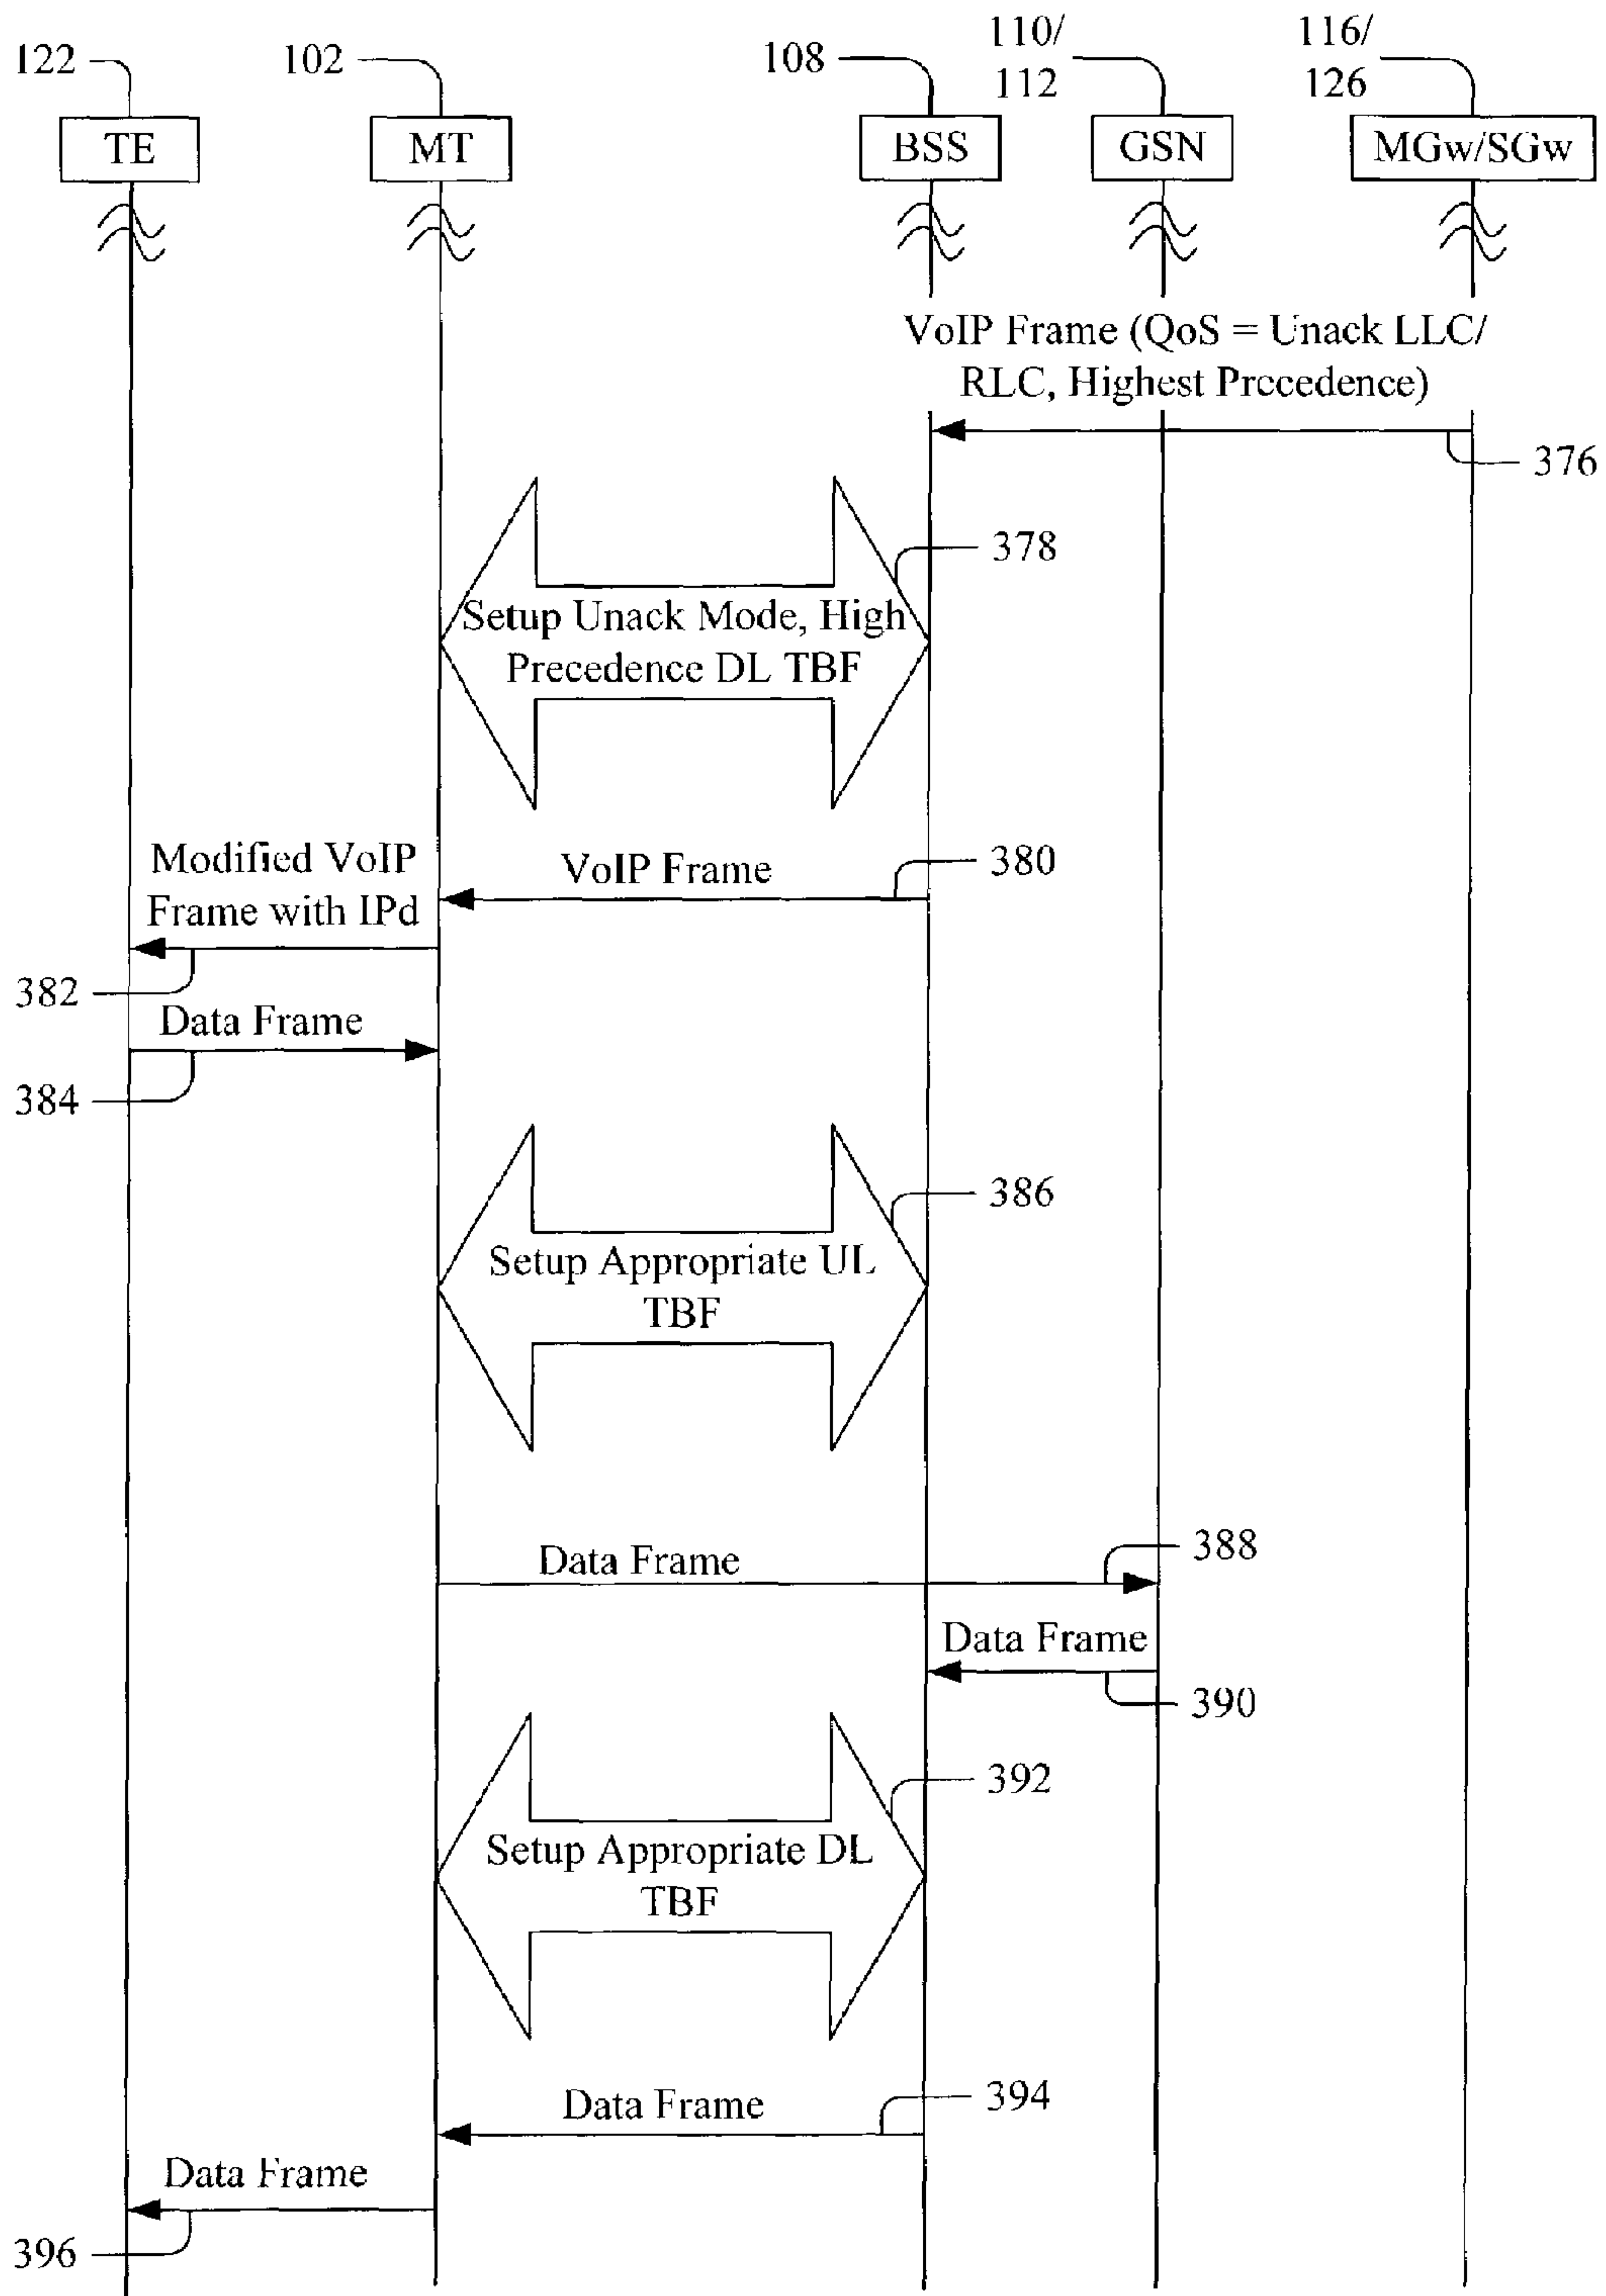 122
102
108
110/
112
116/
126
TE
MT
BSS
GSN
MGw/SGw
VoIP Frame (QoS = Unack LLC/
RLC, Highest Precedence)
376
378
Setup Unack Mode, High
Precedence DL TBF
380
VoIP Frame
Modified VoIP
Frame with IPd
382
Data Frame
384
386
Setup Appropriate UL
TBF
388
Data Frame
Data Frame
390
392
Setup Appropriate DL
TBF
394
Data Frame
Data Frame
396